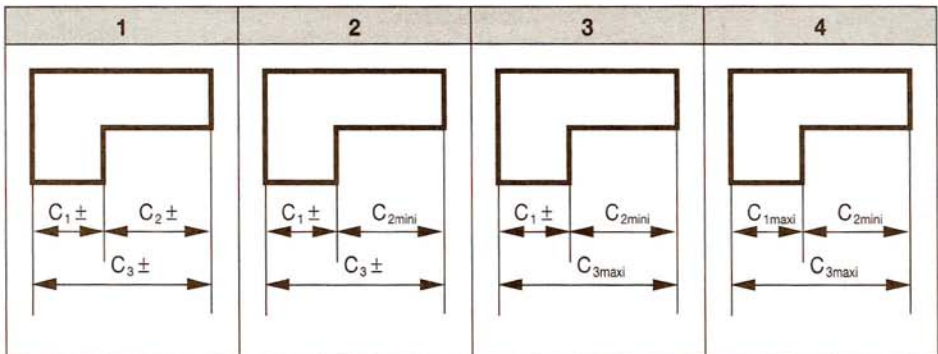 1 2 3 4
C₁ ± C₂ ± C₁ ± C₂mini C₁ ± C₂mini C₁maxi C₂mini
C₃ ± C₃ ± C₃maxi C₃maxi